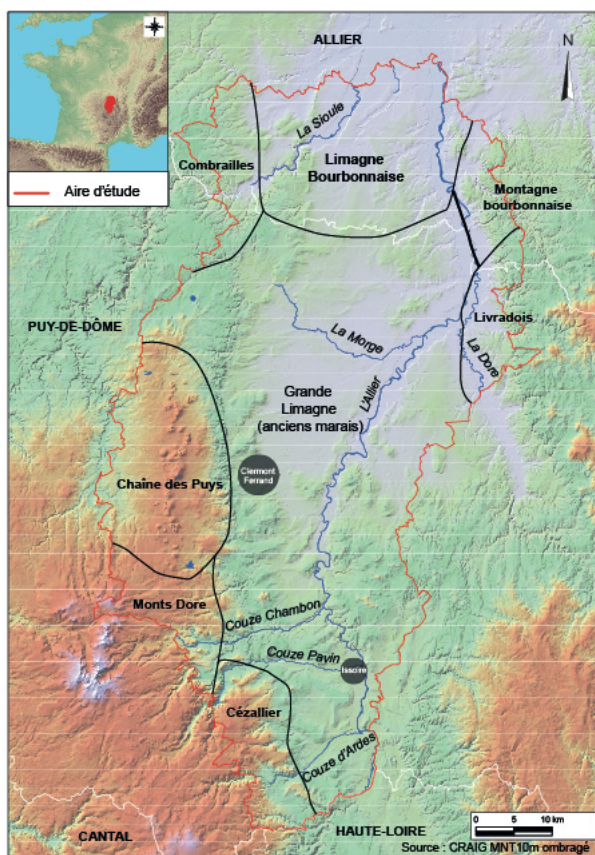 ALLIER
N
Aire d'étude
La Sioule
Combrailles
Limagne
Bourbonnaise
Montagne
bourbonnaise
PUY-DE-DÔME
Livradois
La Morge
La Dore
L'Allier
Grande
Limagne
(anciens marais)
Clermont
Ferrand
Chaîne des Puys
Monts Dore
Couze Chambon
Couze Pavin
Issoire
Cézallier
Couze d'Ardes
0 5 10 km
CANTAL
HAUTE-LOIRE
Source : CRAIG MNT10m ombragé